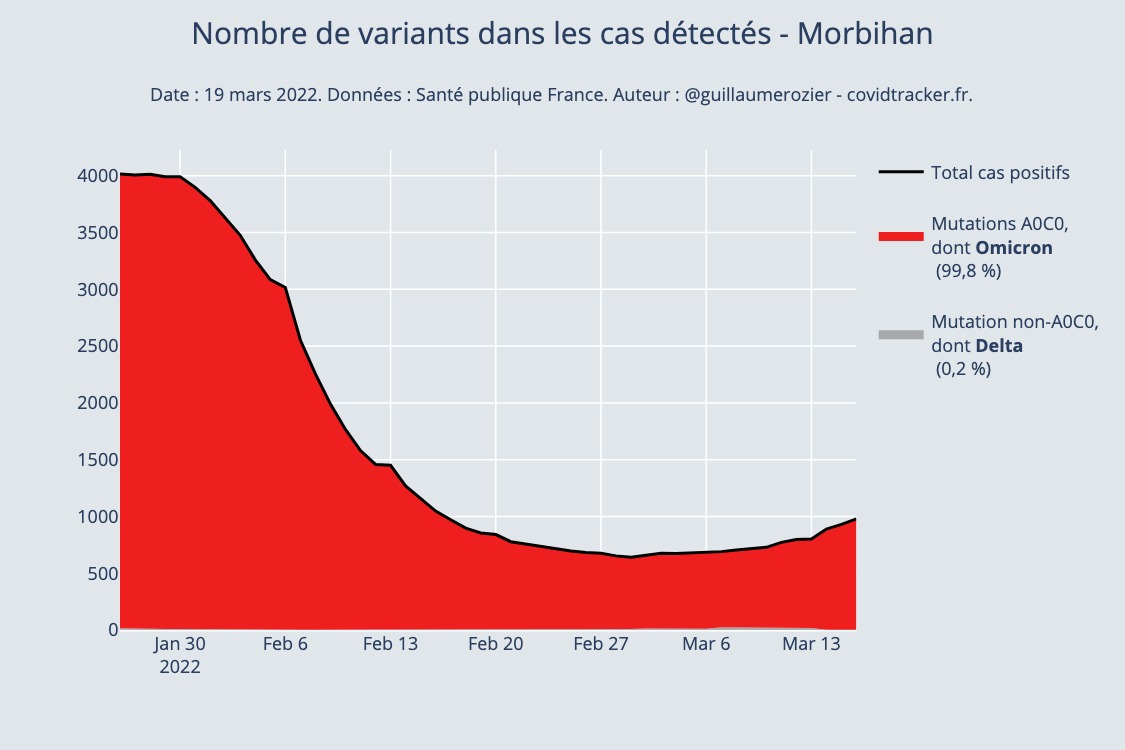 Nombre de variants dans les cas détectés - Morbihan
Date : 19 mars 2022. Données : Santé publique France. Auteur : @guillaumerozier - covidtracker.fr.
4000
3500
3000
2500
2000
1500
1000
500
0
Jan 30
2022
Feb 6
Feb 13
Feb 20
Feb 27
Mar 6
Mar 13
Total cas positifs
Mutations A0C0,
dont Omicron
(99,8 %)
Mutation non-A0C0,
dont Delta
(0,2 %)